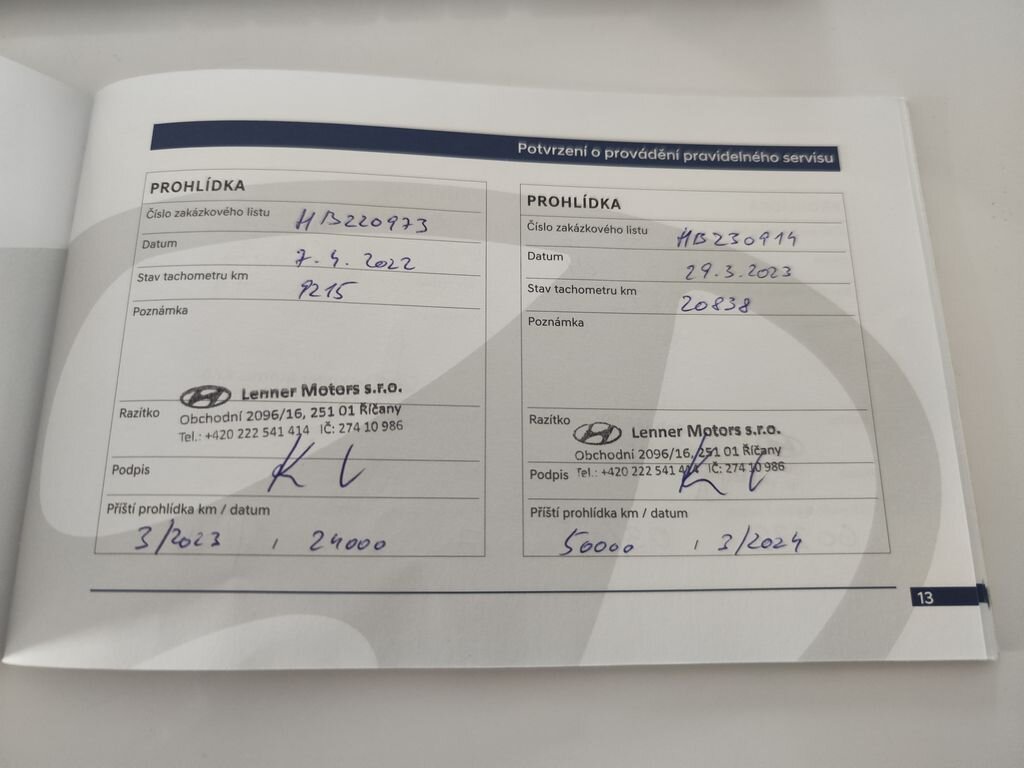 Potvrzení o provádění pravidelného servisu
PROHLÍDKA
Číslo zakázkového listu HB220973
Datum 7.4.2022
Stav tachometru km 9215
Poznámka
Razítko Lenner Motors s.r.o.
Obchodní 2096/16, 251 01 Říčany
Tel.: +420 222 541 414 IČ: 274 10 986
Podpis
Příští prohlídka km / datum
3/2023 / 24000
PROHLÍDKA
Číslo zakázkového listu HB230914
Datum 29.3.2023
Stav tachometru km 20838
Poznámka
Razítko Lenner Motors s.r.o.
Obchodní 2096/16, 251 01 Říčany
Podpis Tel.: +420 222 541 414 IČ: 274 10 986
Příští prohlídka km / datum
50000 / 3/2024
13